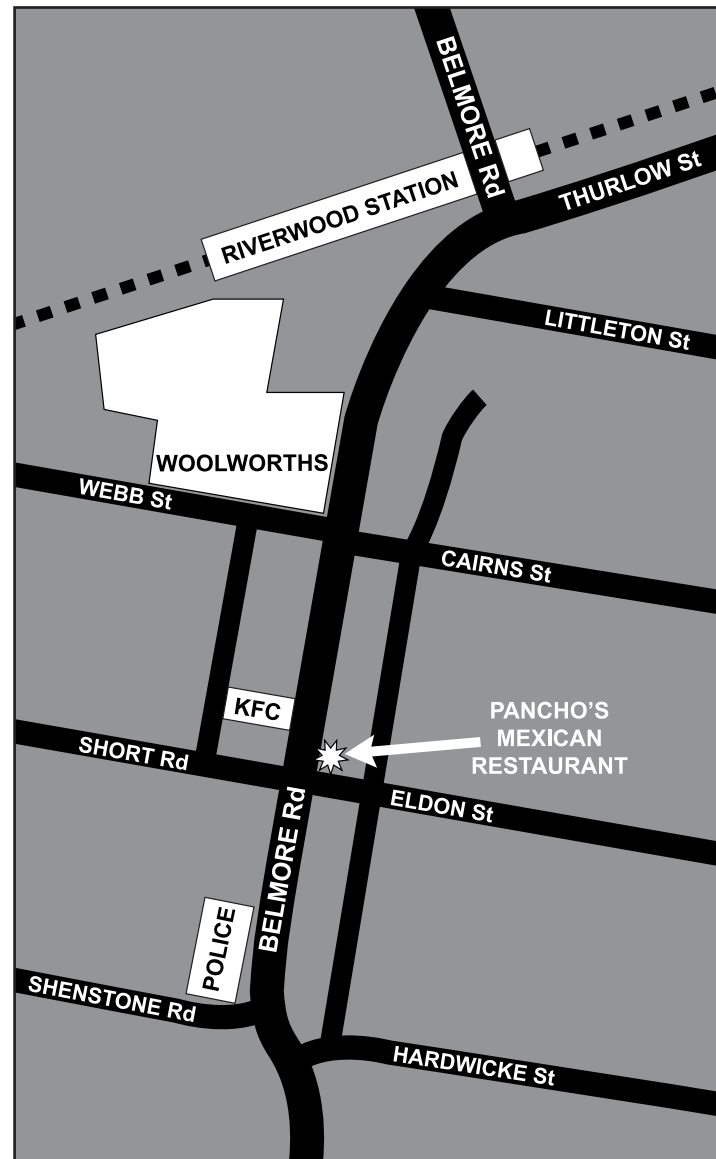 BELMORE Rd
THURLOW St
RIVERWOOD STATION
LITTLETON St
WOOLWORTHS
WEBB St
CAIRNS St
KFC
PANCHO'S
MEXICAN
RESTAURANT
SHORT Rd
ELDON St
BELMORE Rd
POLICE
SHENSTONE Rd
HARDWICKE St